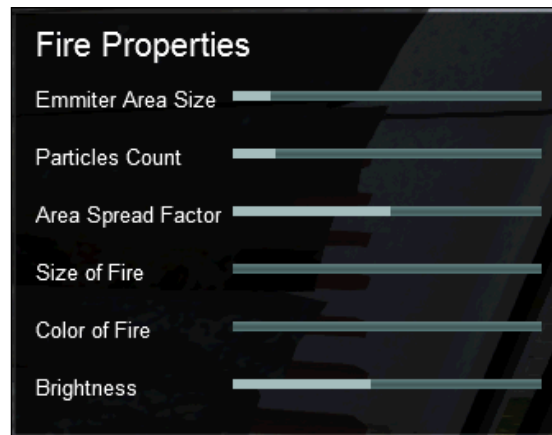 Fire Properties
Emmiter Area Size
Particles Count
Area Spread Factor
Size of Fire
Color of Fire
Brightness